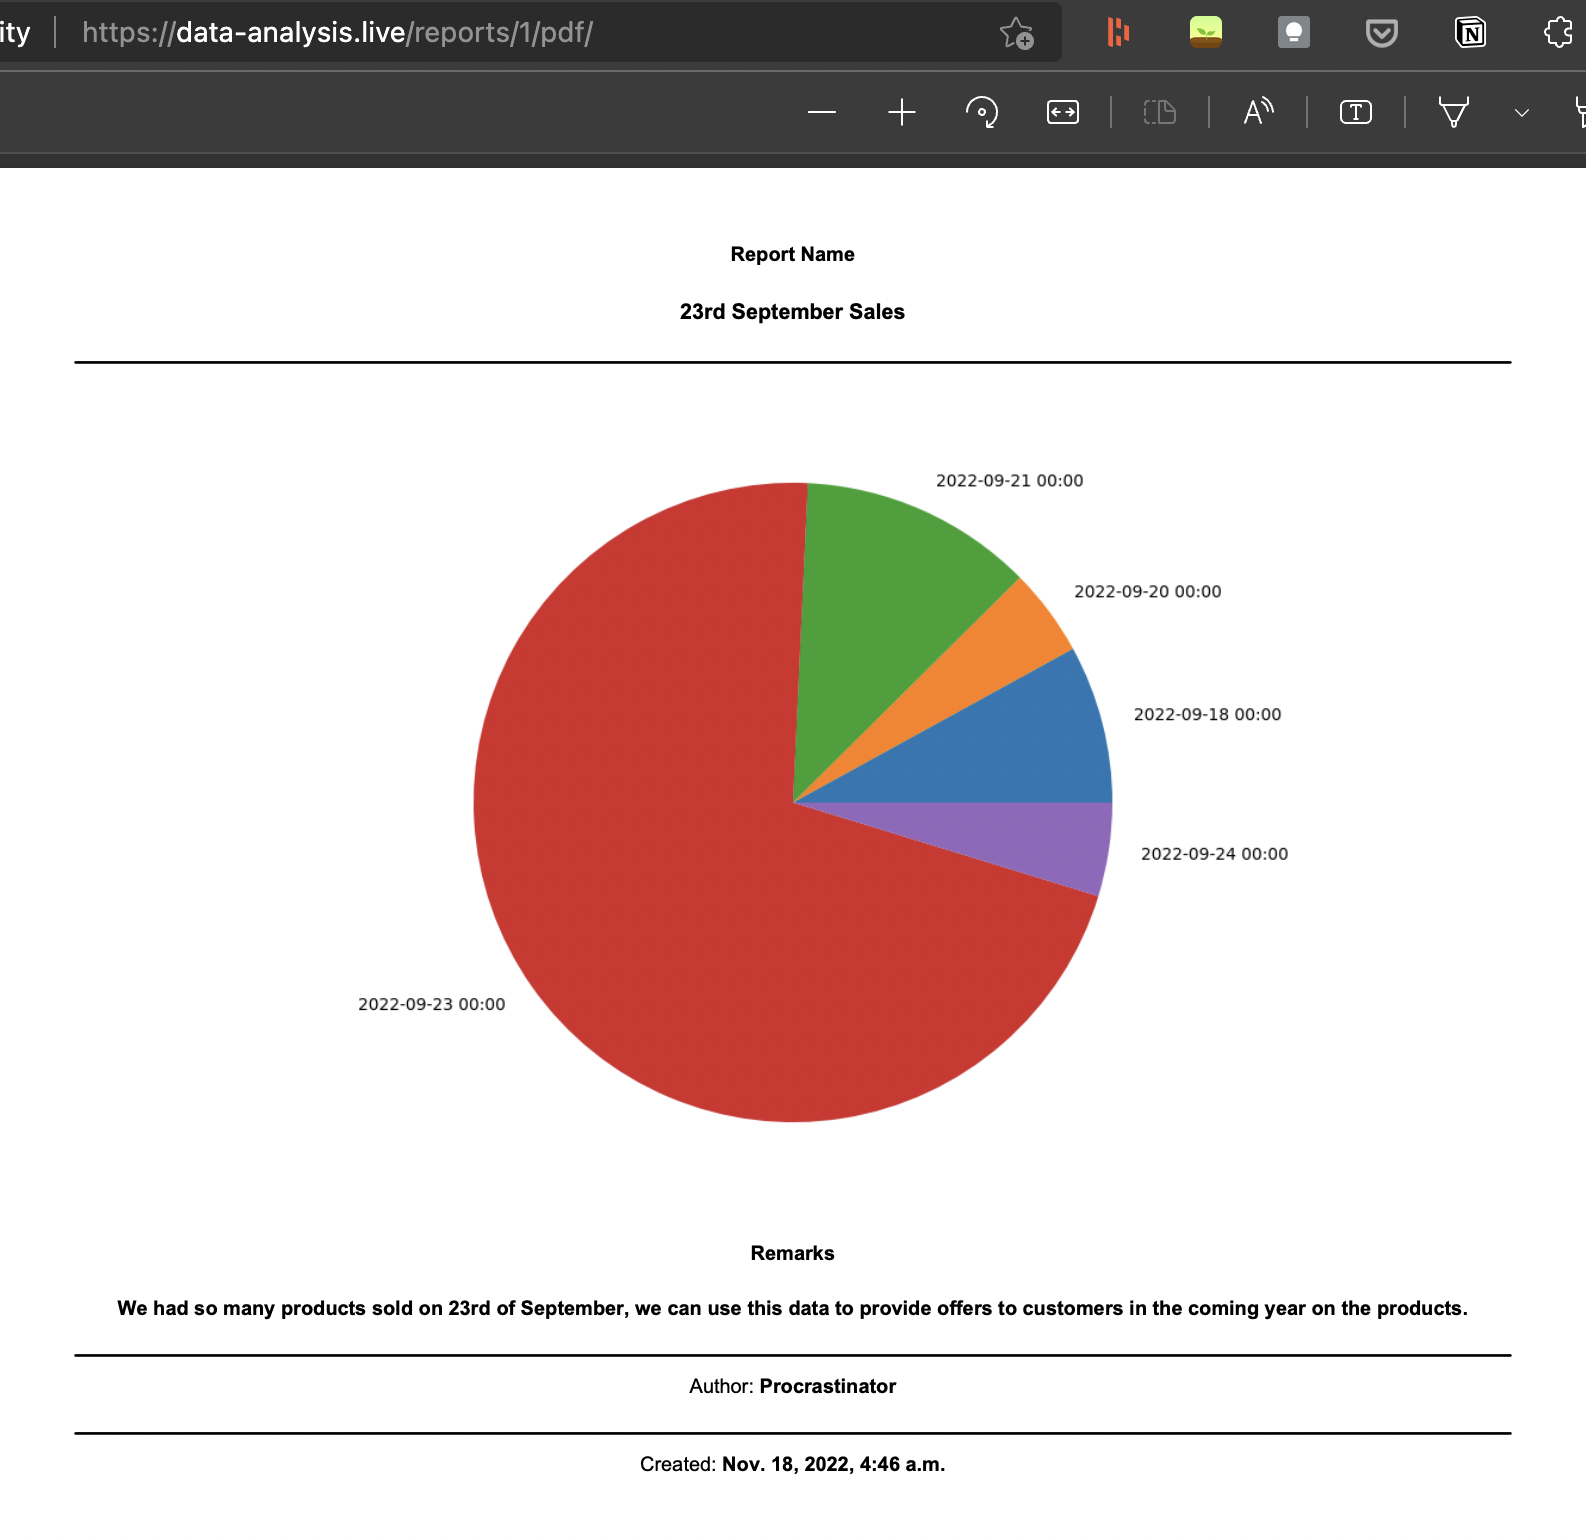 ity https://data-analysis.live/reports/1/pdf/
Report Name
23rd September Sales
2022-09-21 00:00
2022-09-20 00:00
2022-09-18 00:00
2022-09-24 00:00
2022-09-23 00:00
Remarks
We had so many products sold on 23rd of September, we can use this data to provide offers to customers in the coming year on the products.
Author: Procrastinator
Created: Nov. 18, 2022, 4:46 a.m.